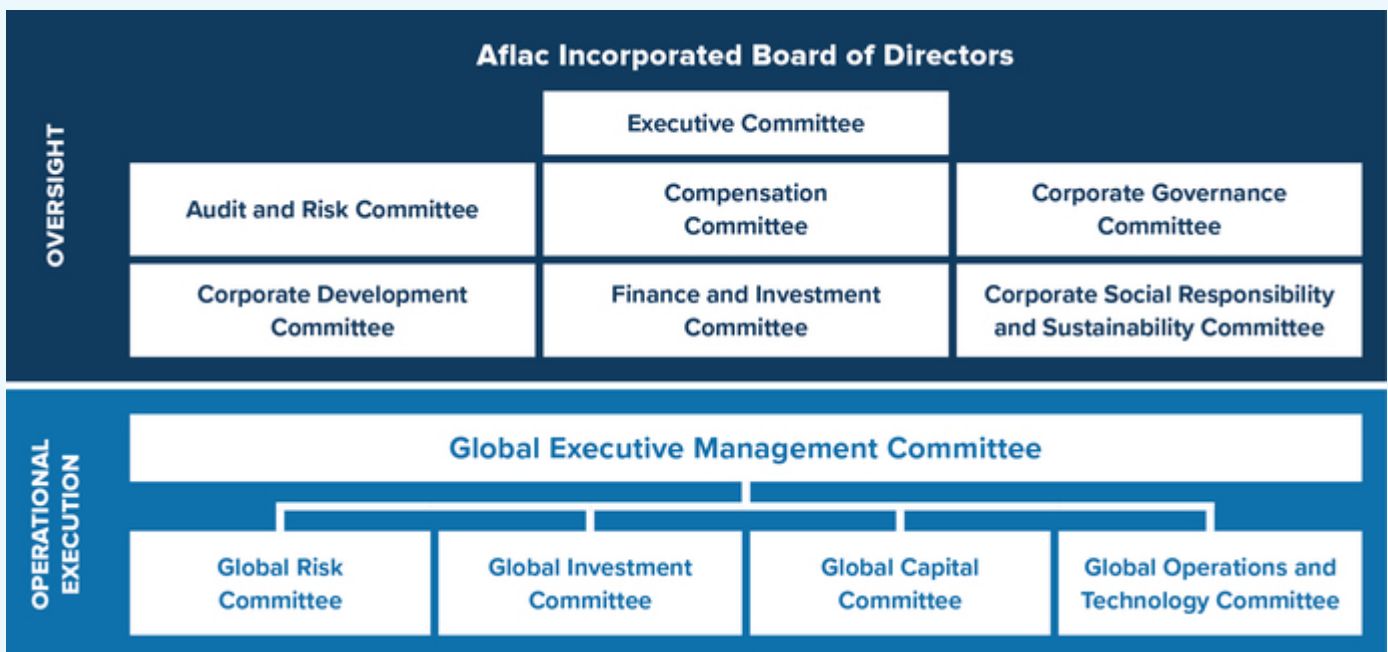 Aflac Incorporated Board of Directors
OVERSIGHT
Executive Committee
Audit and Risk Committee
Compensation
Committee
Corporate Governance
Committee
Corporate Development
Committee
Finance and Investment
Committee
Corporate Social Responsibility
and Sustainability Committee
OPERATIONAL
EXECUTION
Global Executive Management Committee
Global Risk
Committee
Global Investment
Committee
Global Capital
Committee
Global Operations and
Technology Committee